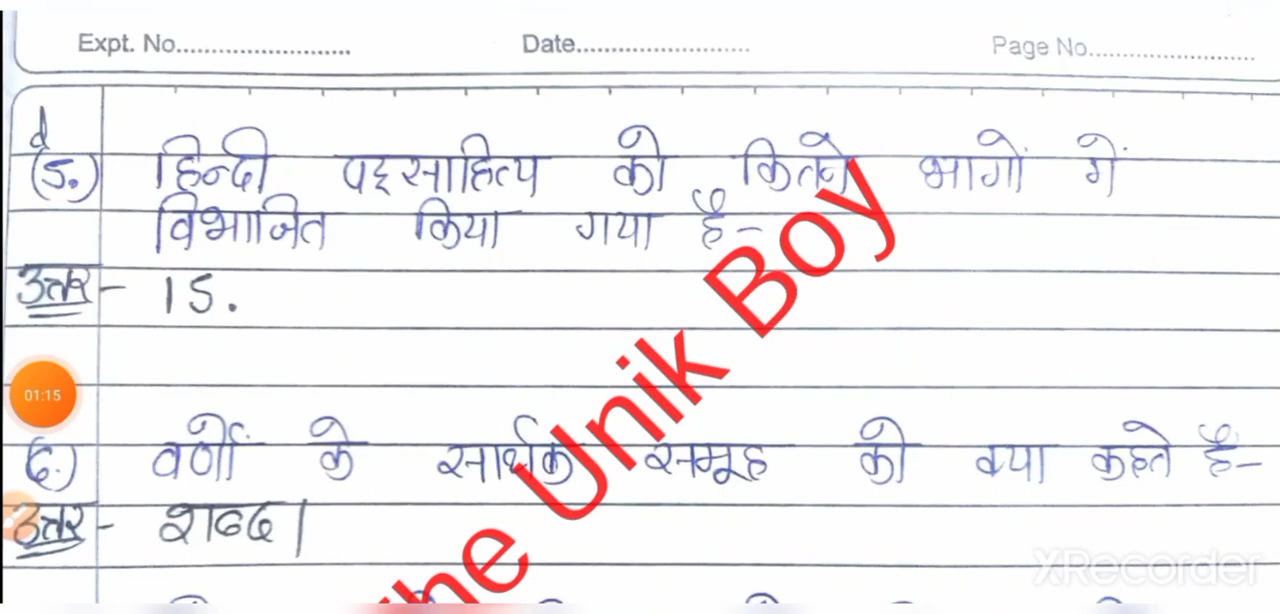 Expt. No.............................
Date.............................
Page No.............................
(5.) हिन्दी पद्यसाहित्य को कितने भागों में
विभाजित किया गया है-
उत्तर - 15.
01:15
6.) वर्णों के सार्थक समूह को क्या कहते है-
उत्तर - शब्द|
The Unik Boy
XRecorder